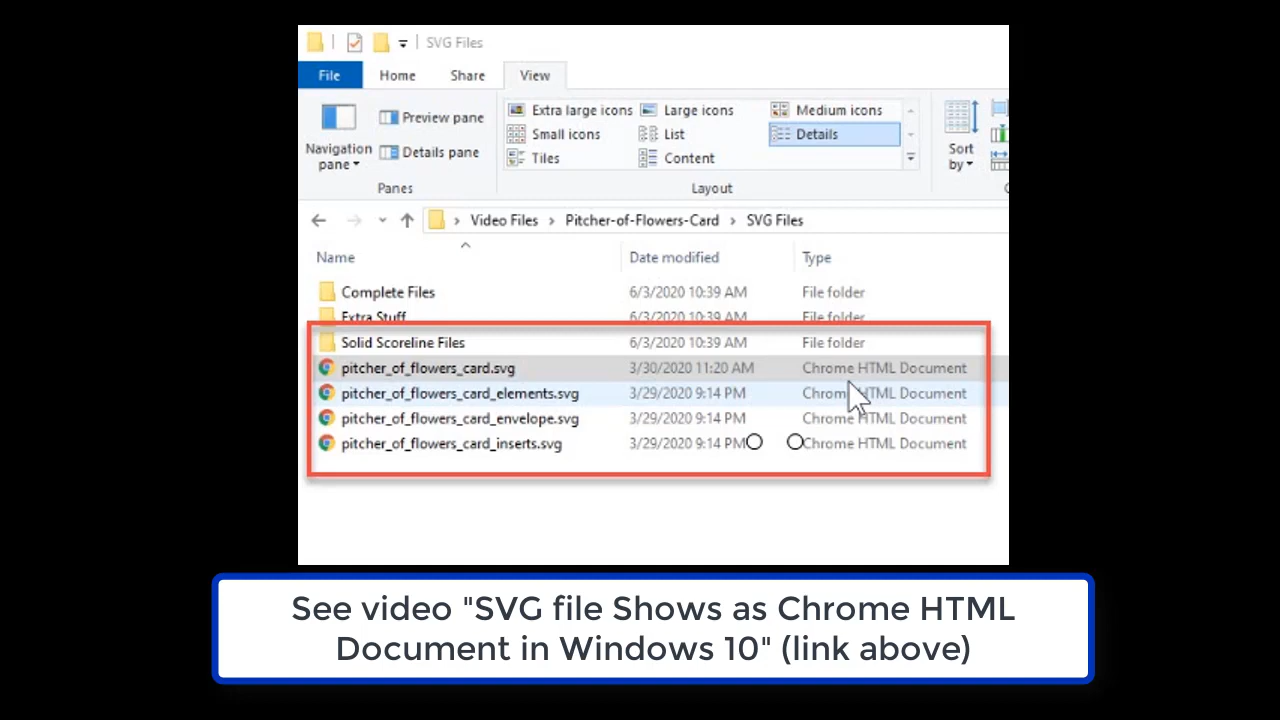 SVG Files
File Home Share View
Navigation pane
Preview pane
Details pane
Panes
Extra large icons Large icons Medium icons
Small icons List Details
Tiles Content
Layout
Sort by
Video Files > Pitcher-of-Flowers-Card > SVG Files
Name Date modified Type
Complete Files 6/3/2020 10:39 AM File folder
Extra Stuff 6/3/2020 10:39 AM File folder
Solid Scoreline Files 6/3/2020 10:39 AM File folder
pitcher_of_flowers_card.svg 3/30/2020 11:20 AM Chrome HTML Document
pitcher_of_flowers_card_elements.svg 3/29/2020 9:14 PM Chrome HTML Document
pitcher_of_flowers_card_envelope.svg 3/29/2020 9:14 PM Chrome HTML Document
pitcher_of_flowers_card_inserts.svg 3/29/2020 9:14 PM Chrome HTML Document
See video "SVG file Shows as Chrome HTML
Document in Windows 10" (link above)